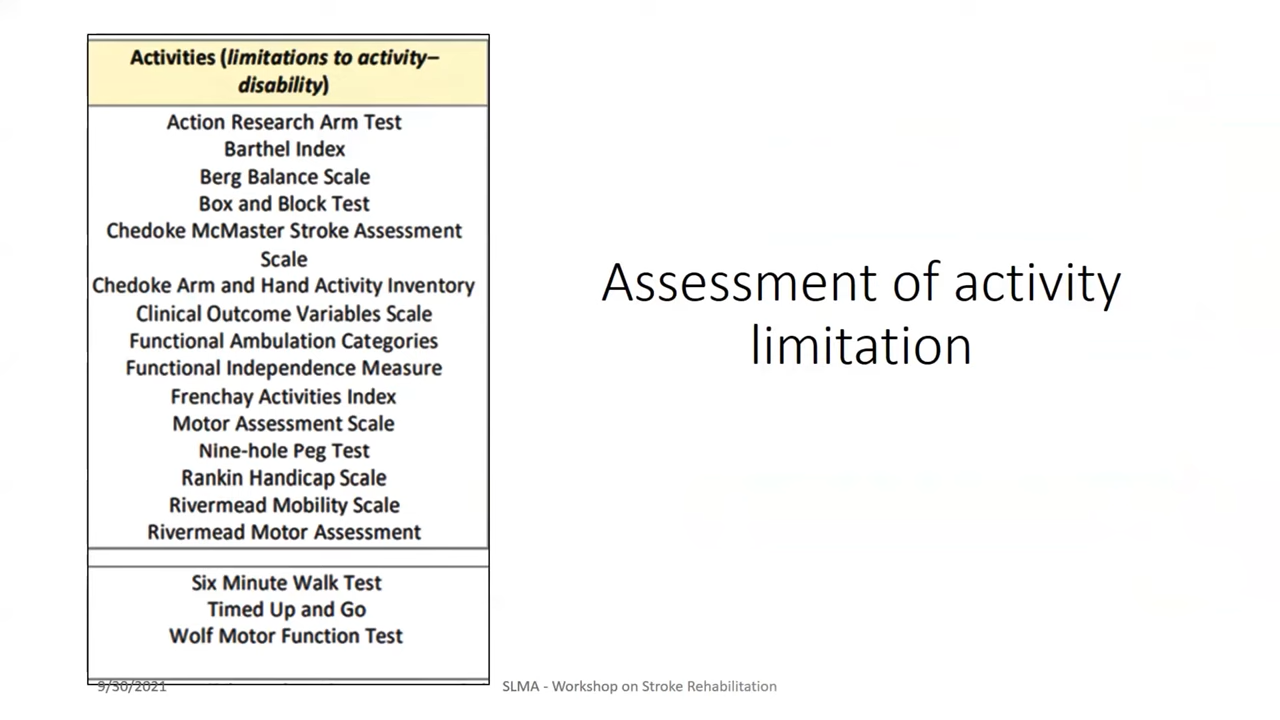 Activities (limitations to activity–
disability)
Action Research Arm Test
Barthel Index
Berg Balance Scale
Box and Block Test
Chedoke McMaster Stroke Assessment
Scale
Chedoke Arm and Hand Activity Inventory
Clinical Outcome Variables Scale
Functional Ambulation Categories
Functional Independence Measure
Frenchay Activities Index
Motor Assessment Scale
Nine-hole Peg Test
Rankin Handicap Scale
Rivermead Mobility Scale
Rivermead Motor Assessment
Six Minute Walk Test
Timed Up and Go
Wolf Motor Function Test
Assessment of activity
limitation
9/30/2021
SLMA - Workshop on Stroke Rehabilitation